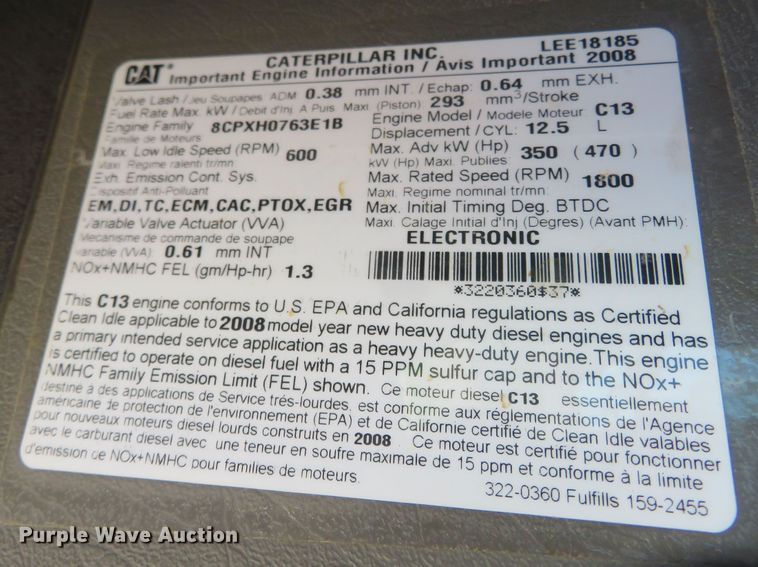 CAT® CATERPILLAR INC. LEE18185
Important Engine Information / Avis Important 2008
Valve Lash / Jeu Soupapes ADM 0.38 mm INT. / Echap: 0.64 mm EXH.
Fuel Rate Max. kW / Debit d'Inj A Puis. Maxi (Piston) 293 mm³/Stroke
Engine Family 8CPXH0763E1B
Famille de Moteurs
Max. Low Idle Speed (RPM) 600
Maxi Regime ralenti tr/mn
Exh. Emission Cont. Sys.
Dispositif Anti-Polluant
EM,DI,TC,ECM,CAC,PTOX,EGR
Variable Valve Actuator (VVA)
Mecanisme de commande de soupape
variable (VVA) 0.61 mm INT
NOx+NMHC FEL (gm/Hp-hr) 1.3
Engine Model / Modele Moteur C13
Displacement / CYL: 12.5 L
Max. Adv kW (Hp) 350 ( 470 )
kW (Hp) Maxi. Publies
Max. Rated Speed (RPM) 1800
Maxi. Regime nominal tr/mn:
Max. Initial Timing Deg. BTDC
Maxi. Calage Initial d'Inj (Degres) (Avant PMH):
ELECTRONIC
*3220360$37*
This C13 engine conforms to U.S. EPA and California regulations as Certified
Clean Idle applicable to 2008 model year new heavy duty diesel engines and has
a primary intended service application as a heavy heavy-duty engine. This engine
is certified to operate on diesel fuel with a 15 PPM sulfur cap and to the NOx+
NMHC Family Emission Limit (FEL) shown. Ce moteur diesel C13 essentiellement
destiné à des applications de Service trés-lourdes, est conforme aux réglementations de l'Agence
américaine de protection de l'environnement (EPA) et de Californie certifié de Clean Idle valables
pour nouveaux moteurs diesel lourds construits en 2008 . Ce moteur est certifié pour fonctionner
avec le carburant diesel avec une teneur en soufre maximale de 15 ppm et conforme à la limite
d'émission de NOx+NMHC pour familles de moteurs.
322-0360 Fulfills 159-2455
Purple Wave Auction